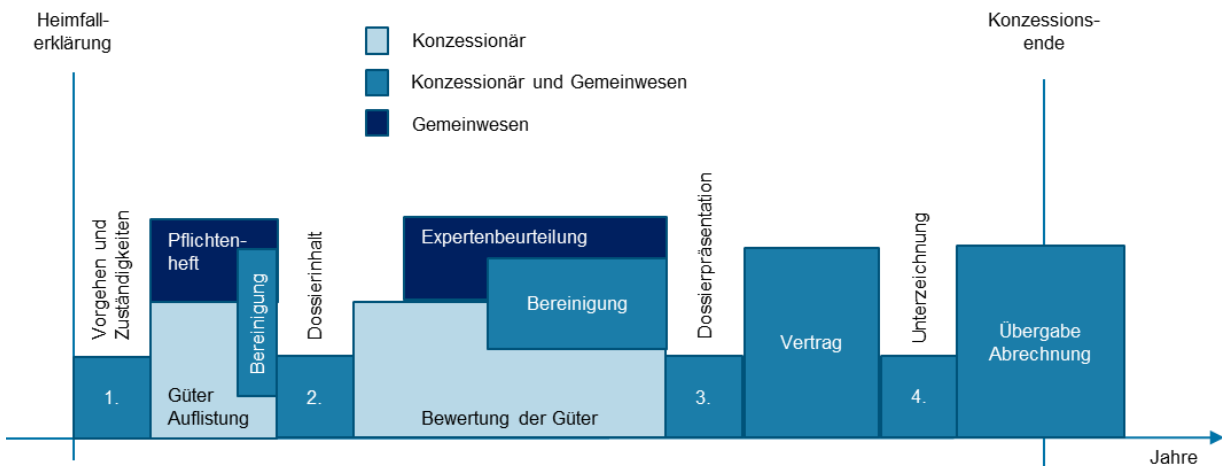 Heimfall-
erklärung
Konzessions-
ende
Konzessionär
Konzessionär und Gemeinwesen
Gemeinwesen
Vorgehen und
Zuständigkeiten
Pflichten-
heft
Bereinigung
Dossierinhalt
Expertenbeurteilung
Bereinigung
Dossierpräsentation
Vertrag
Unterzeichnung
Übergabe
Abrechnung
1.
Güter
Auflistung
2.
Bewertung der Güter
3.
4.
Jahre